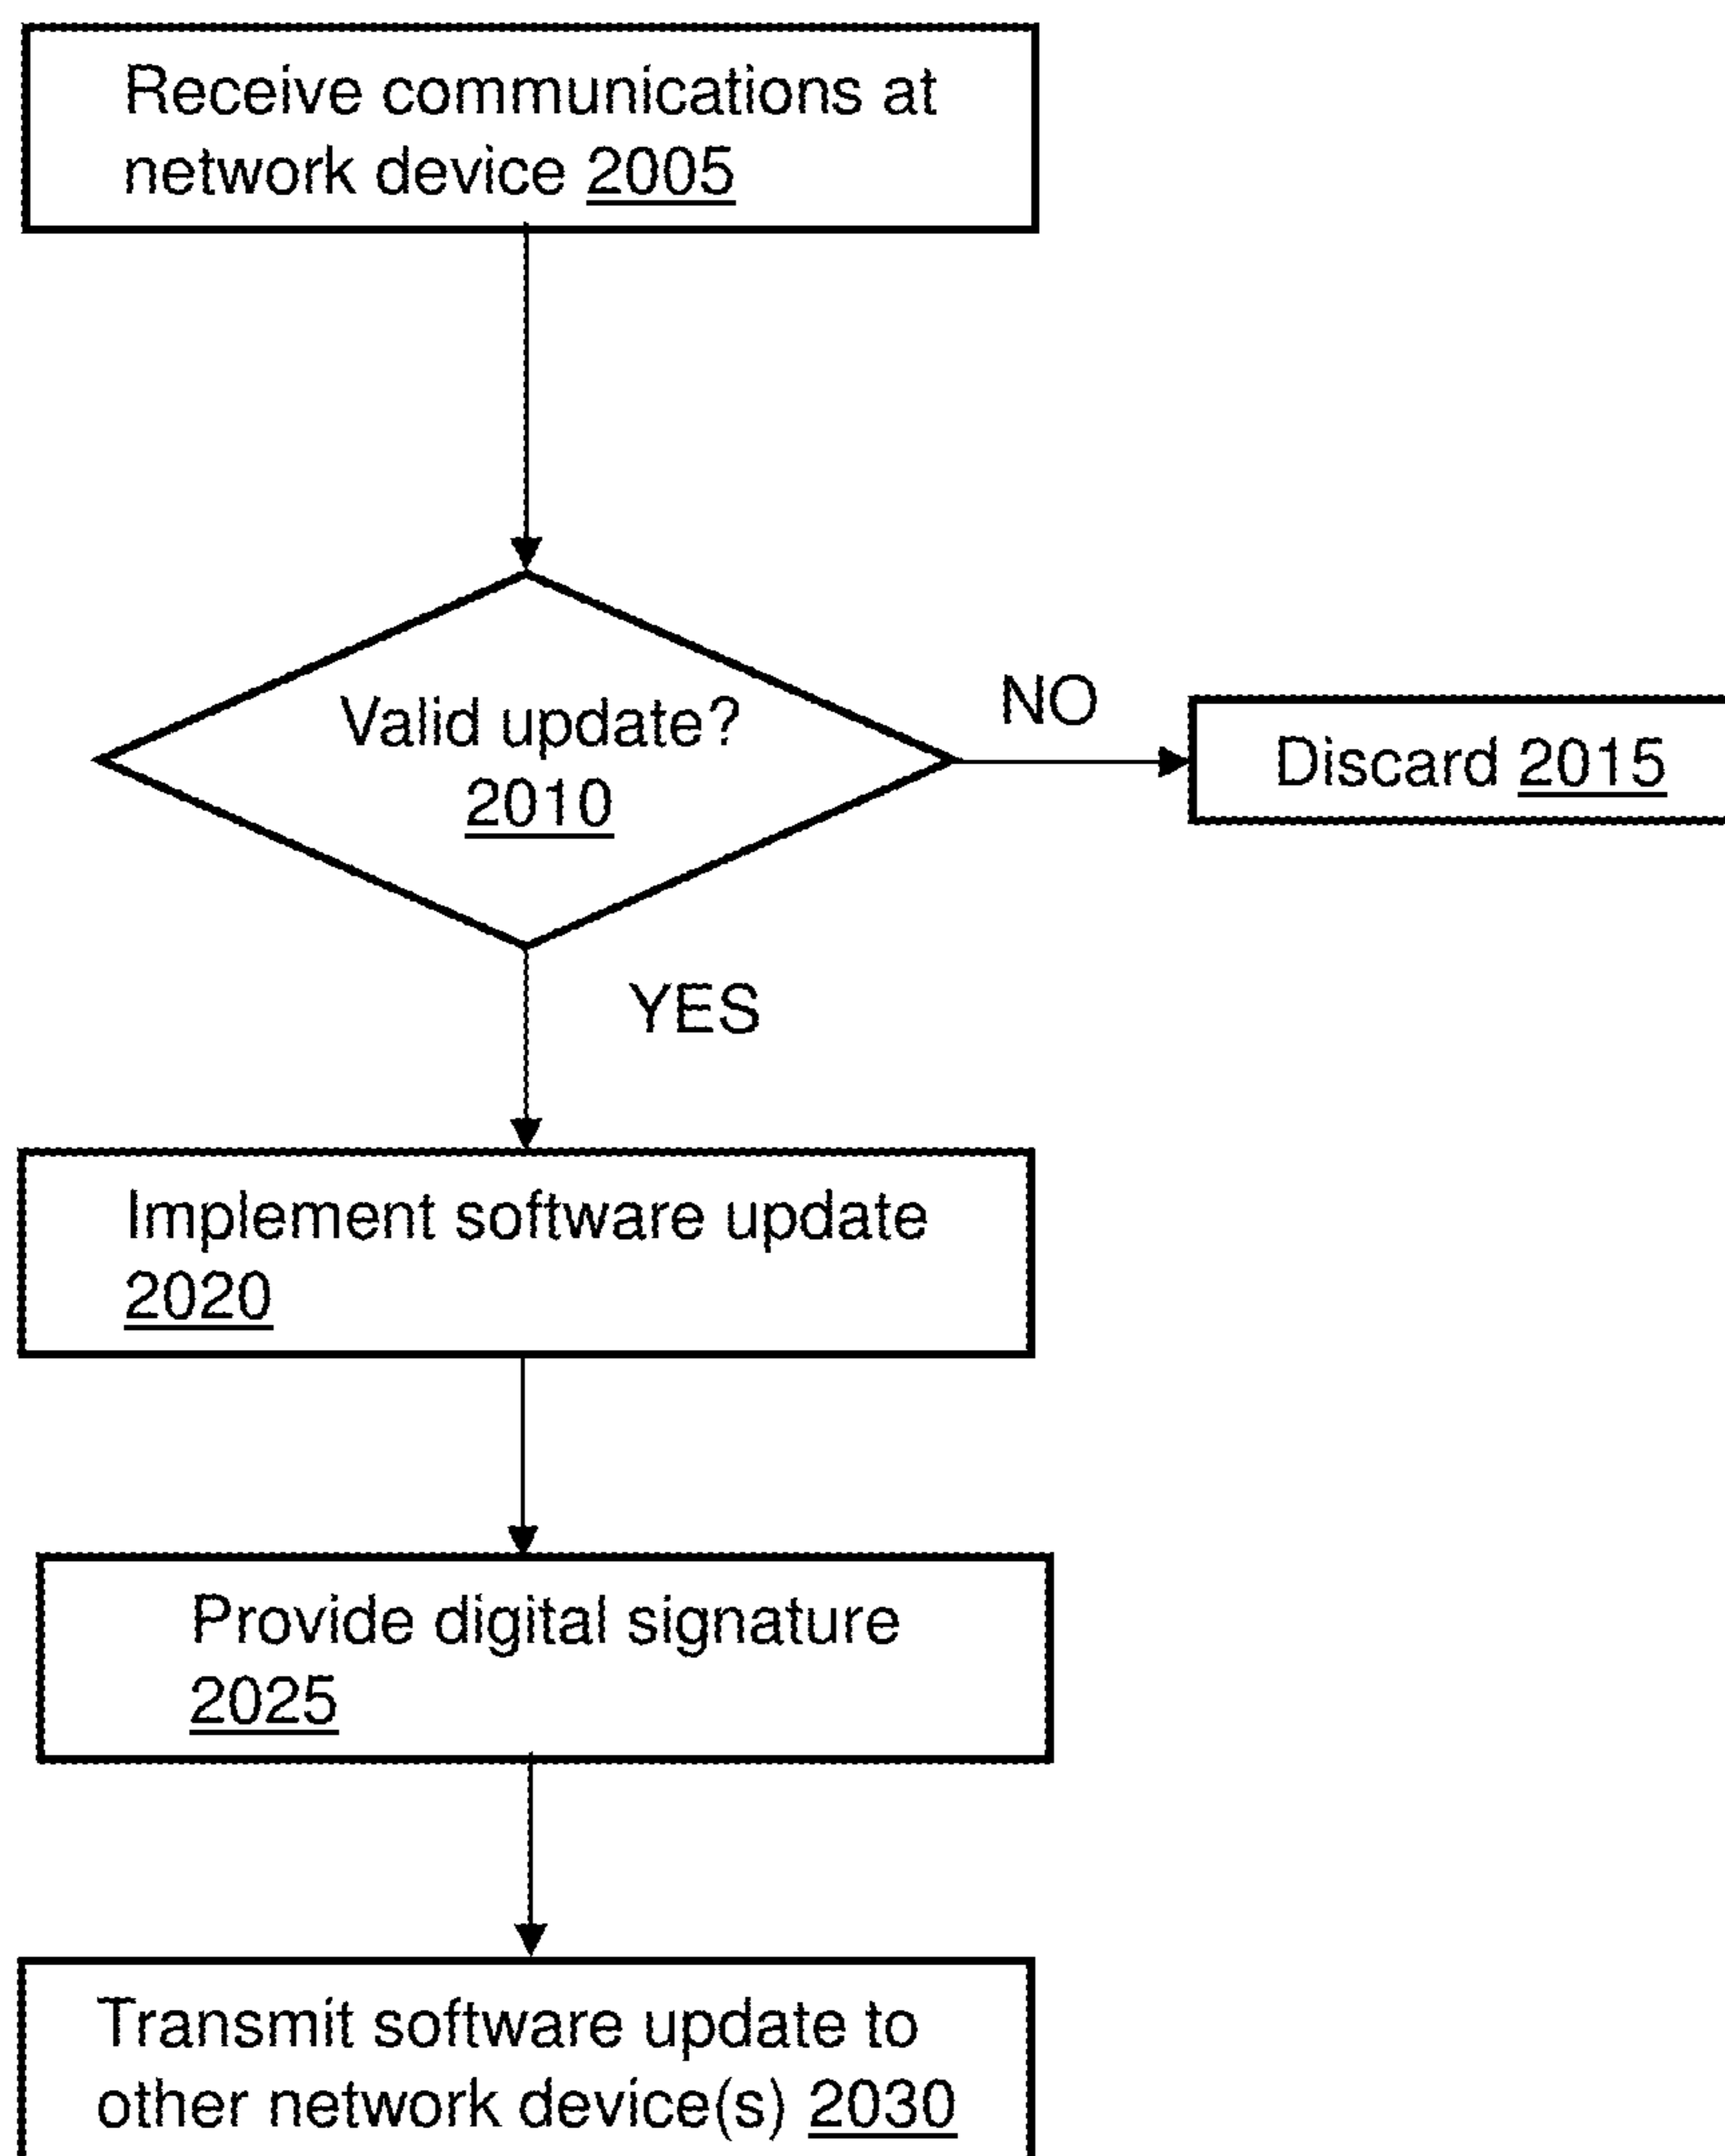 Receive communications at
network device 2005
Valid update?
2010
NO
Discard 2015
YES
Implement software update
2020
Provide digital signature
2025
Transmit software update to
other network device(s) 2030